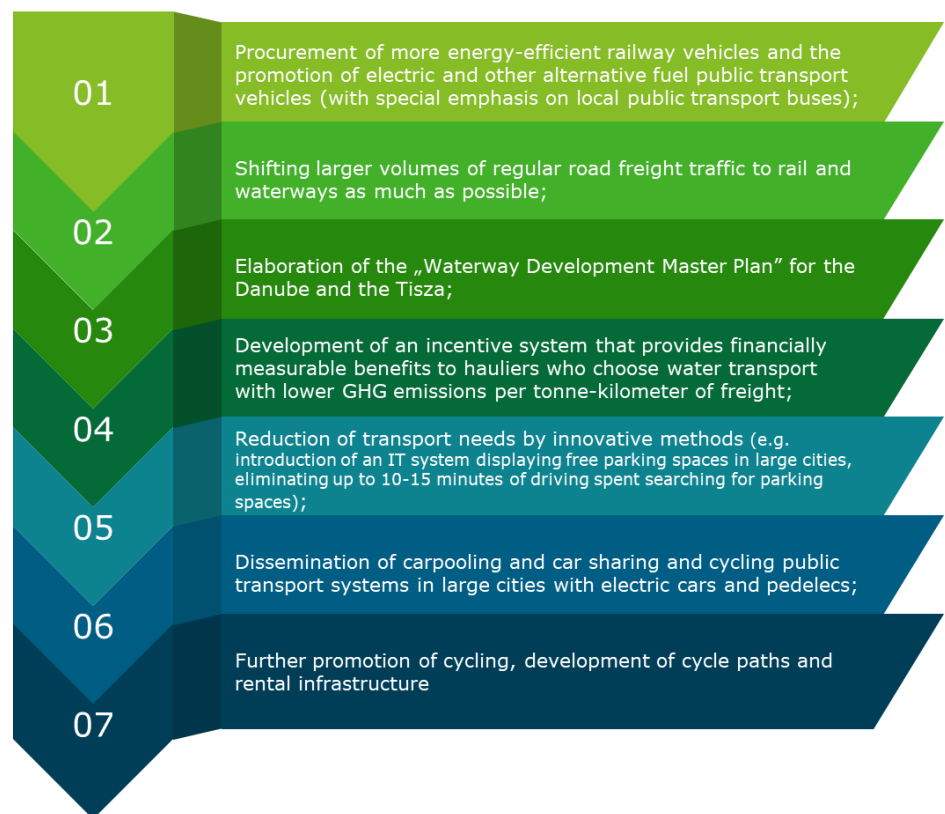 01
Procurement of more energy-efficient railway vehicles and the
promotion of electric and other alternative fuel public transport
vehicles (with special emphasis on local public transport buses);
02
Shifting larger volumes of regular road freight traffic to rail and
waterways as much as possible;
03
Elaboration of the „Waterway Development Master Plan” for the
Danube and the Tisza;
04
Development of an incentive system that provides financially
measurable benefits to hauliers who choose water transport
with lower GHG emissions per tonne-kilometer of freight;
05
Reduction of transport needs by innovative methods (e.g.
introduction of an IT system displaying free parking spaces in large cities,
eliminating up to 10-15 minutes of driving spent searching for parking
spaces);
06
Dissemination of carpooling and car sharing and cycling public
transport systems in large cities with electric cars and pedelecs;
07
Further promotion of cycling, development of cycle paths and
rental infrastructure